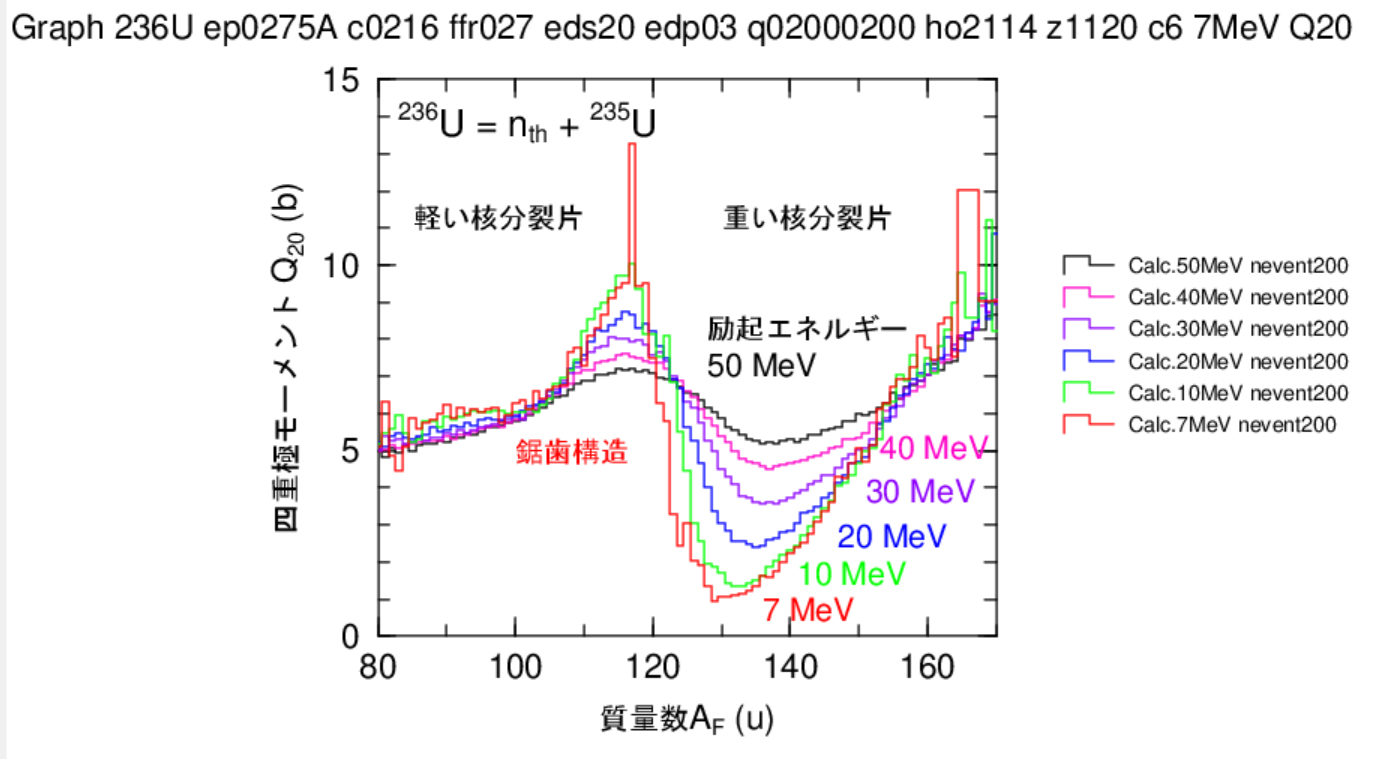 Graph 236U ep0275A c0216 ffr027 eds20 edp03 q02000200 ho2114 z1120 c6 7MeV Q20
15
10
5
0
四重極モーメント Q20 (b)
236U = nth + 235U
軽い核分裂片
重い核分裂片
励起エネルギー
50 MeV
鋸歯構造
40 MeV
30 MeV
20 MeV
10 MeV
7 MeV
80 100 120 140 160
質量数AF (u)
Calc.50MeV nevent200
Calc.40MeV nevent200
Calc.30MeV nevent200
Calc.20MeV nevent200
Calc.10MeV nevent200
Calc.7MeV nevent200